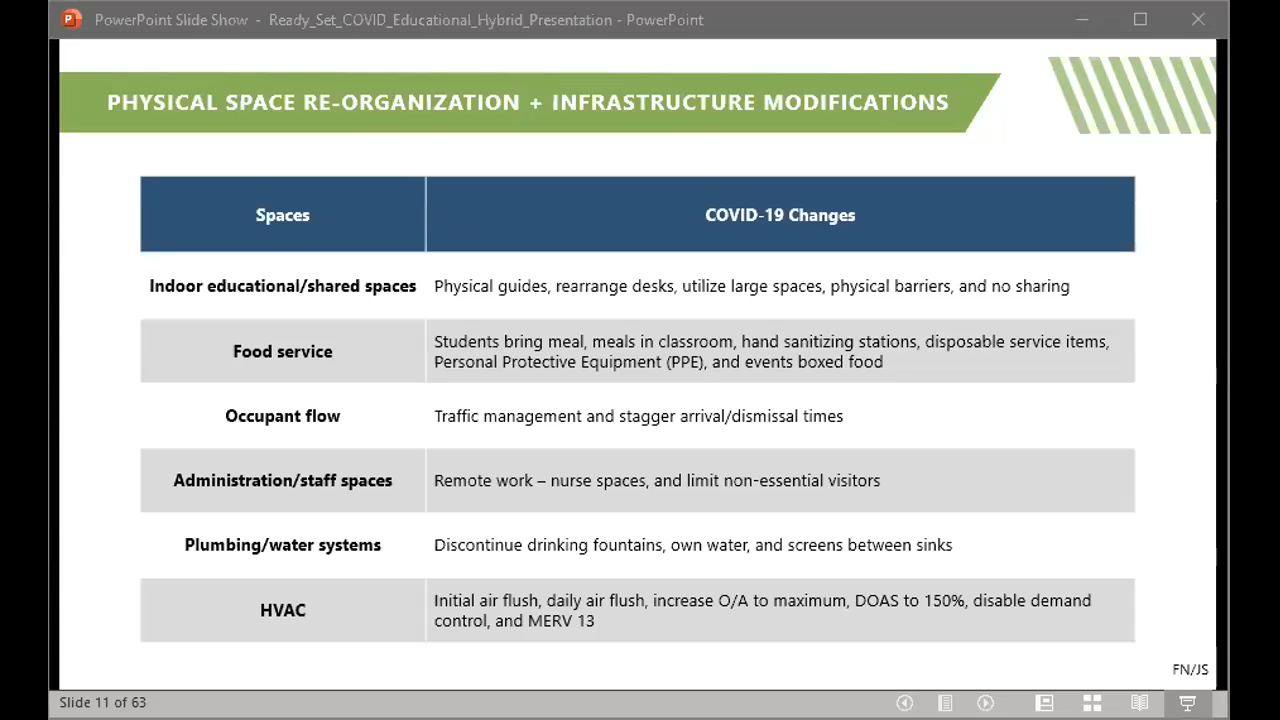 PowerPoint Slide Show - Ready_Set_COVID_Educational_Hybrid_Presentation - PowerPoint
PHYSICAL SPACE RE-ORGANIZATION + INFRASTRUCTURE MODIFICATIONS
Spaces
COVID-19 Changes
Indoor educational/shared spaces
Physical guides, rearrange desks, utilize large spaces, physical barriers, and no sharing
Food service
Students bring meal, meals in classroom, hand sanitizing stations, disposable service items,
Personal Protective Equipment (PPE), and events boxed food
Occupant flow
Traffic management and stagger arrival/dismissal times
Administration/staff spaces
Remote work – nurse spaces, and limit non-essential visitors
Plumbing/water systems
Discontinue drinking fountains, own water, and screens between sinks
HVAC
Initial air flush, daily air flush, increase O/A to maximum, DOAS to 150%, disable demand
control, and MERV 13
FN/JS
Slide 11 of 63